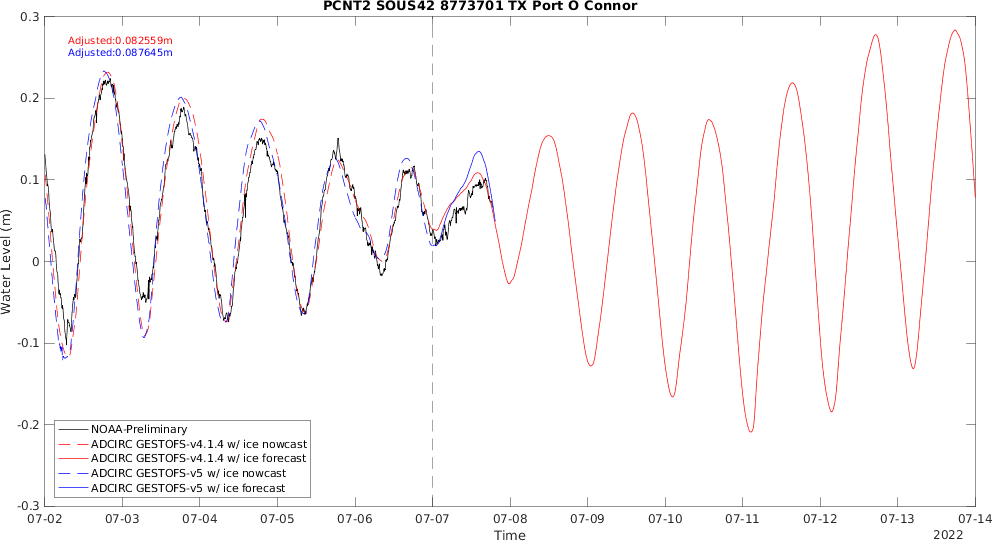 PCNT2 SOUS42 8773701 TX Port O Connor
0.3
Adjusted:0.082559m
Adjusted:0.087645m
0.2
0.1
0
-0.1
-0.2
-0.3
Water Level (m)
NOAA-Preliminary
ADCIRC GESTOFS-v4.1.4 w/ ice nowcast
ADCIRC GESTOFS-v4.1.4 w/ ice forecast
ADCIRC GESTOFS-v5 w/ ice nowcast
ADCIRC GESTOFS-v5 w/ ice forecast
07-02 07-03 07-04 07-05 07-06 07-07 07-08 07-09 07-10 07-11 07-12 07-13 07-14
Time
2022